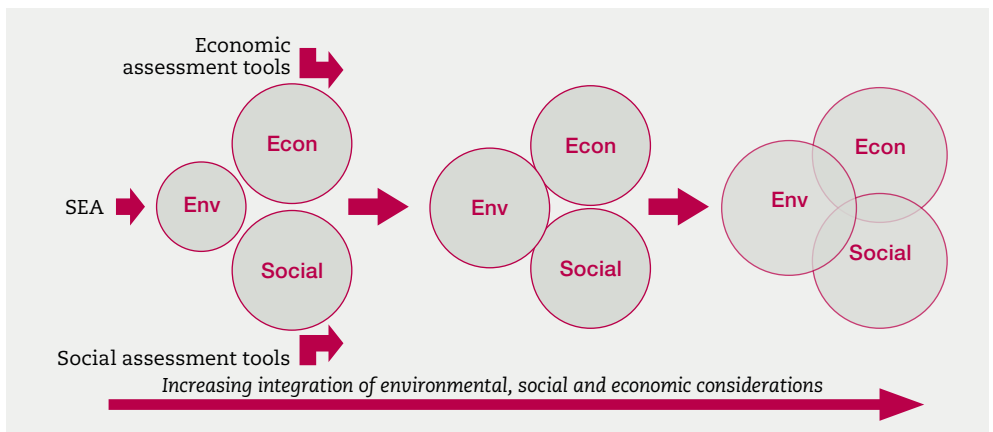 Economic
assessment tools
Econ
SEA
Env
Social
Social assessment tools
Econ
Env
Social
Econ
Env
Social
Increasing integration of environmental, social and economic considerations